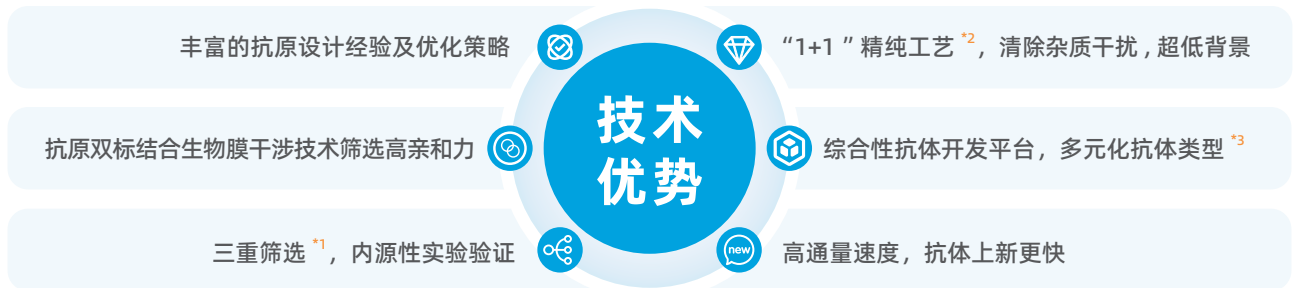 丰富的抗原设计经验及优化策略
“1+1 ”精纯工艺 *2，清除杂质干扰 , 超低背景
技术
优势
抗原双标结合生物膜干涉技术筛选高亲和力
综合性抗体开发平台，多元化抗体类型 *3
三重筛选 *1，内源性实验验证
new
高通量速度，抗体上新更快